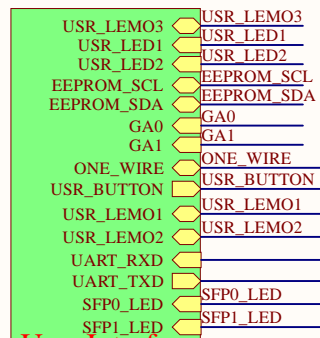 USR_LEMO3 USR_LEMO3
USR_LED1 USR_LED1
USR_LED2 USR_LED2
EEPROM_SCL EEPROM_SCL
EEPROM_SDA EEPROM_SDA
GA0 GA0
GA1 GA1
ONE_WIRE ONE_WIRE
USR_BUTTON USR_BUTTON
USR_LEMO1 USR_LEMO1
USR_LEMO2 USR_LEMO2
UART_RXD
UART_TXD
SFP0_LED SFP0_LED
SFP1_LED SFP1_LED